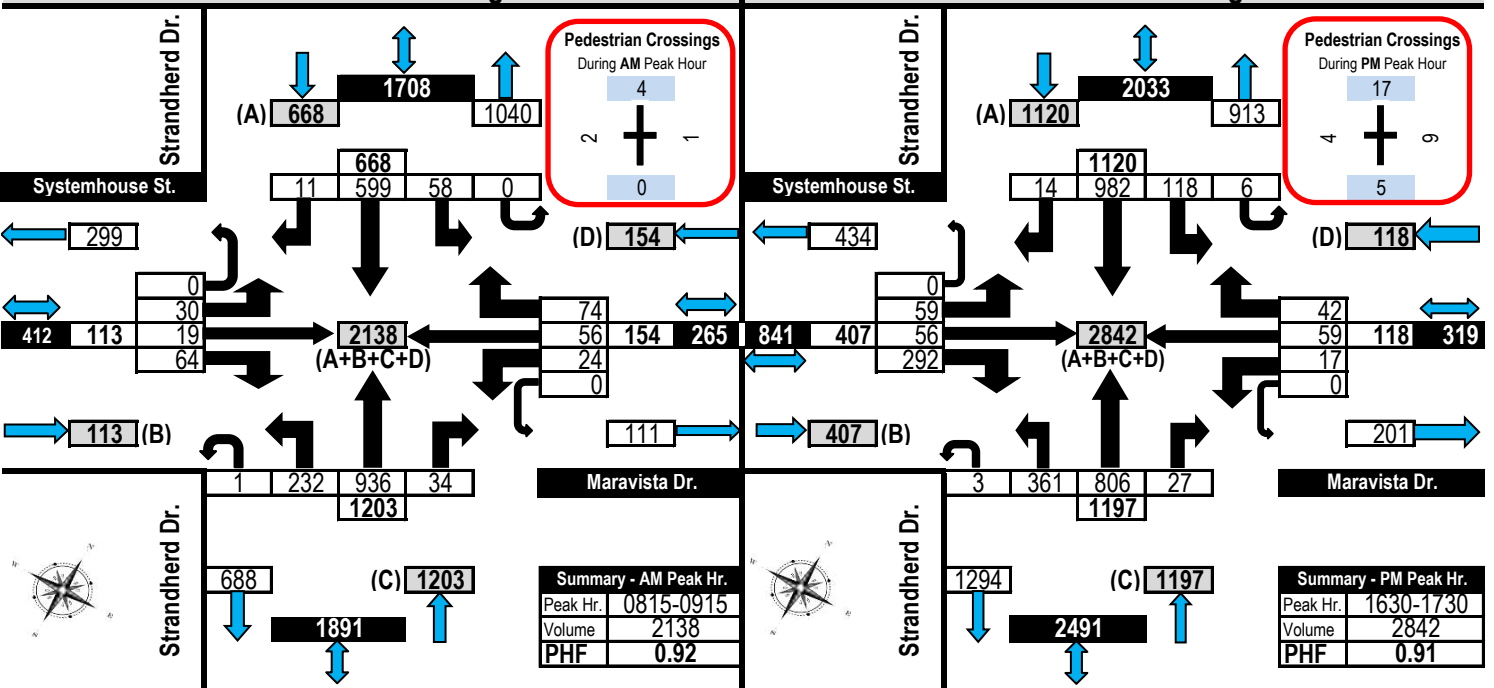 Strandherd Dr.
Pedestrian Crossings
During AM Peak Hour
4
2 1
0
1708
(A) 668 1040
668
11 599 58 0
Systemhouse St.
299
(D) 154
0
30
19
64
412 113
2138
(A+B+C+D)
74
56
24
0
154 265
113 (B)
111
1 232 936 34
1203
Maravista Dr.
Strandherd Dr.
N
W
E
S
688
(C) 1203
1891
Summary - AM Peak Hr.
Peak Hr. 0815-0915
Volume 2138
PHF 0.92
Strandherd Dr.
Pedestrian Crossings
During PM Peak Hour
17
4 9
5
2033
(A) 1120 913
1120
14 982 118 6
Systemhouse St.
434
(D) 118
0
59
56
292
841 407
2842
(A+B+C+D)
42
59
17
0
118 319
407 (B)
201
3 361 806 27
1197
Maravista Dr.
Strandherd Dr.
N
W
E
S
1294
(C) 1197
2491
Summary - PM Peak Hr.
Peak Hr. 1630-1730
Volume 2842
PHF 0.91